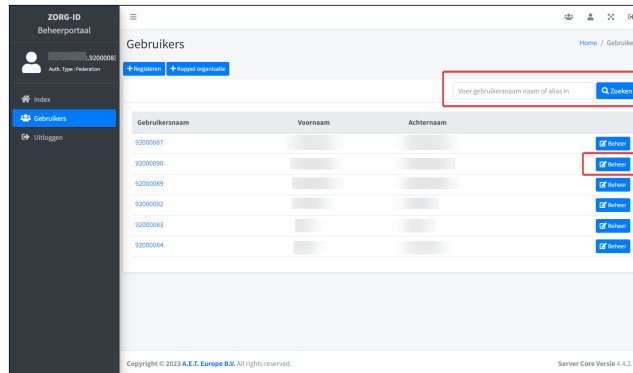 ZORG-ID
Beheerportaal
.9200008
Auth. Type : Federation
Index
Gebruikers
Uitloggen
Gebruikers
Home / Gebruike
+ Registeren
+ Koppel organisatie
Voer gebruikersnaam naam of alias in
Zoeken
Gebruikersnaam Voornaam Achternaam
92000087 Beheer
92000090 Beheer
92000089 Beheer
92000082 Beheer
92000083 Beheer
92000084 Beheer
Copyright © 2023 A.E.T. Europe B.V. All rights reserved.
Server Core Versie 4.4.2.